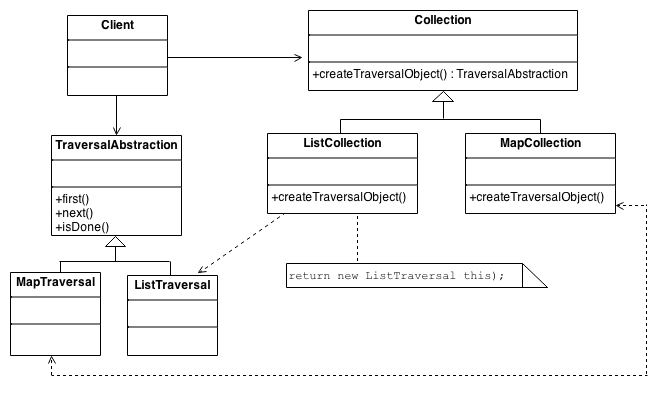 Client
Collection
+createTraversalObject() : TraversalAbstraction
TraversalAbstraction
+first()
+next()
+isDone()
ListCollection
+createTraversalObject()
MapCollection
+createTraversalObject()
return new ListTraversal this);
MapTraversal
ListTraversal